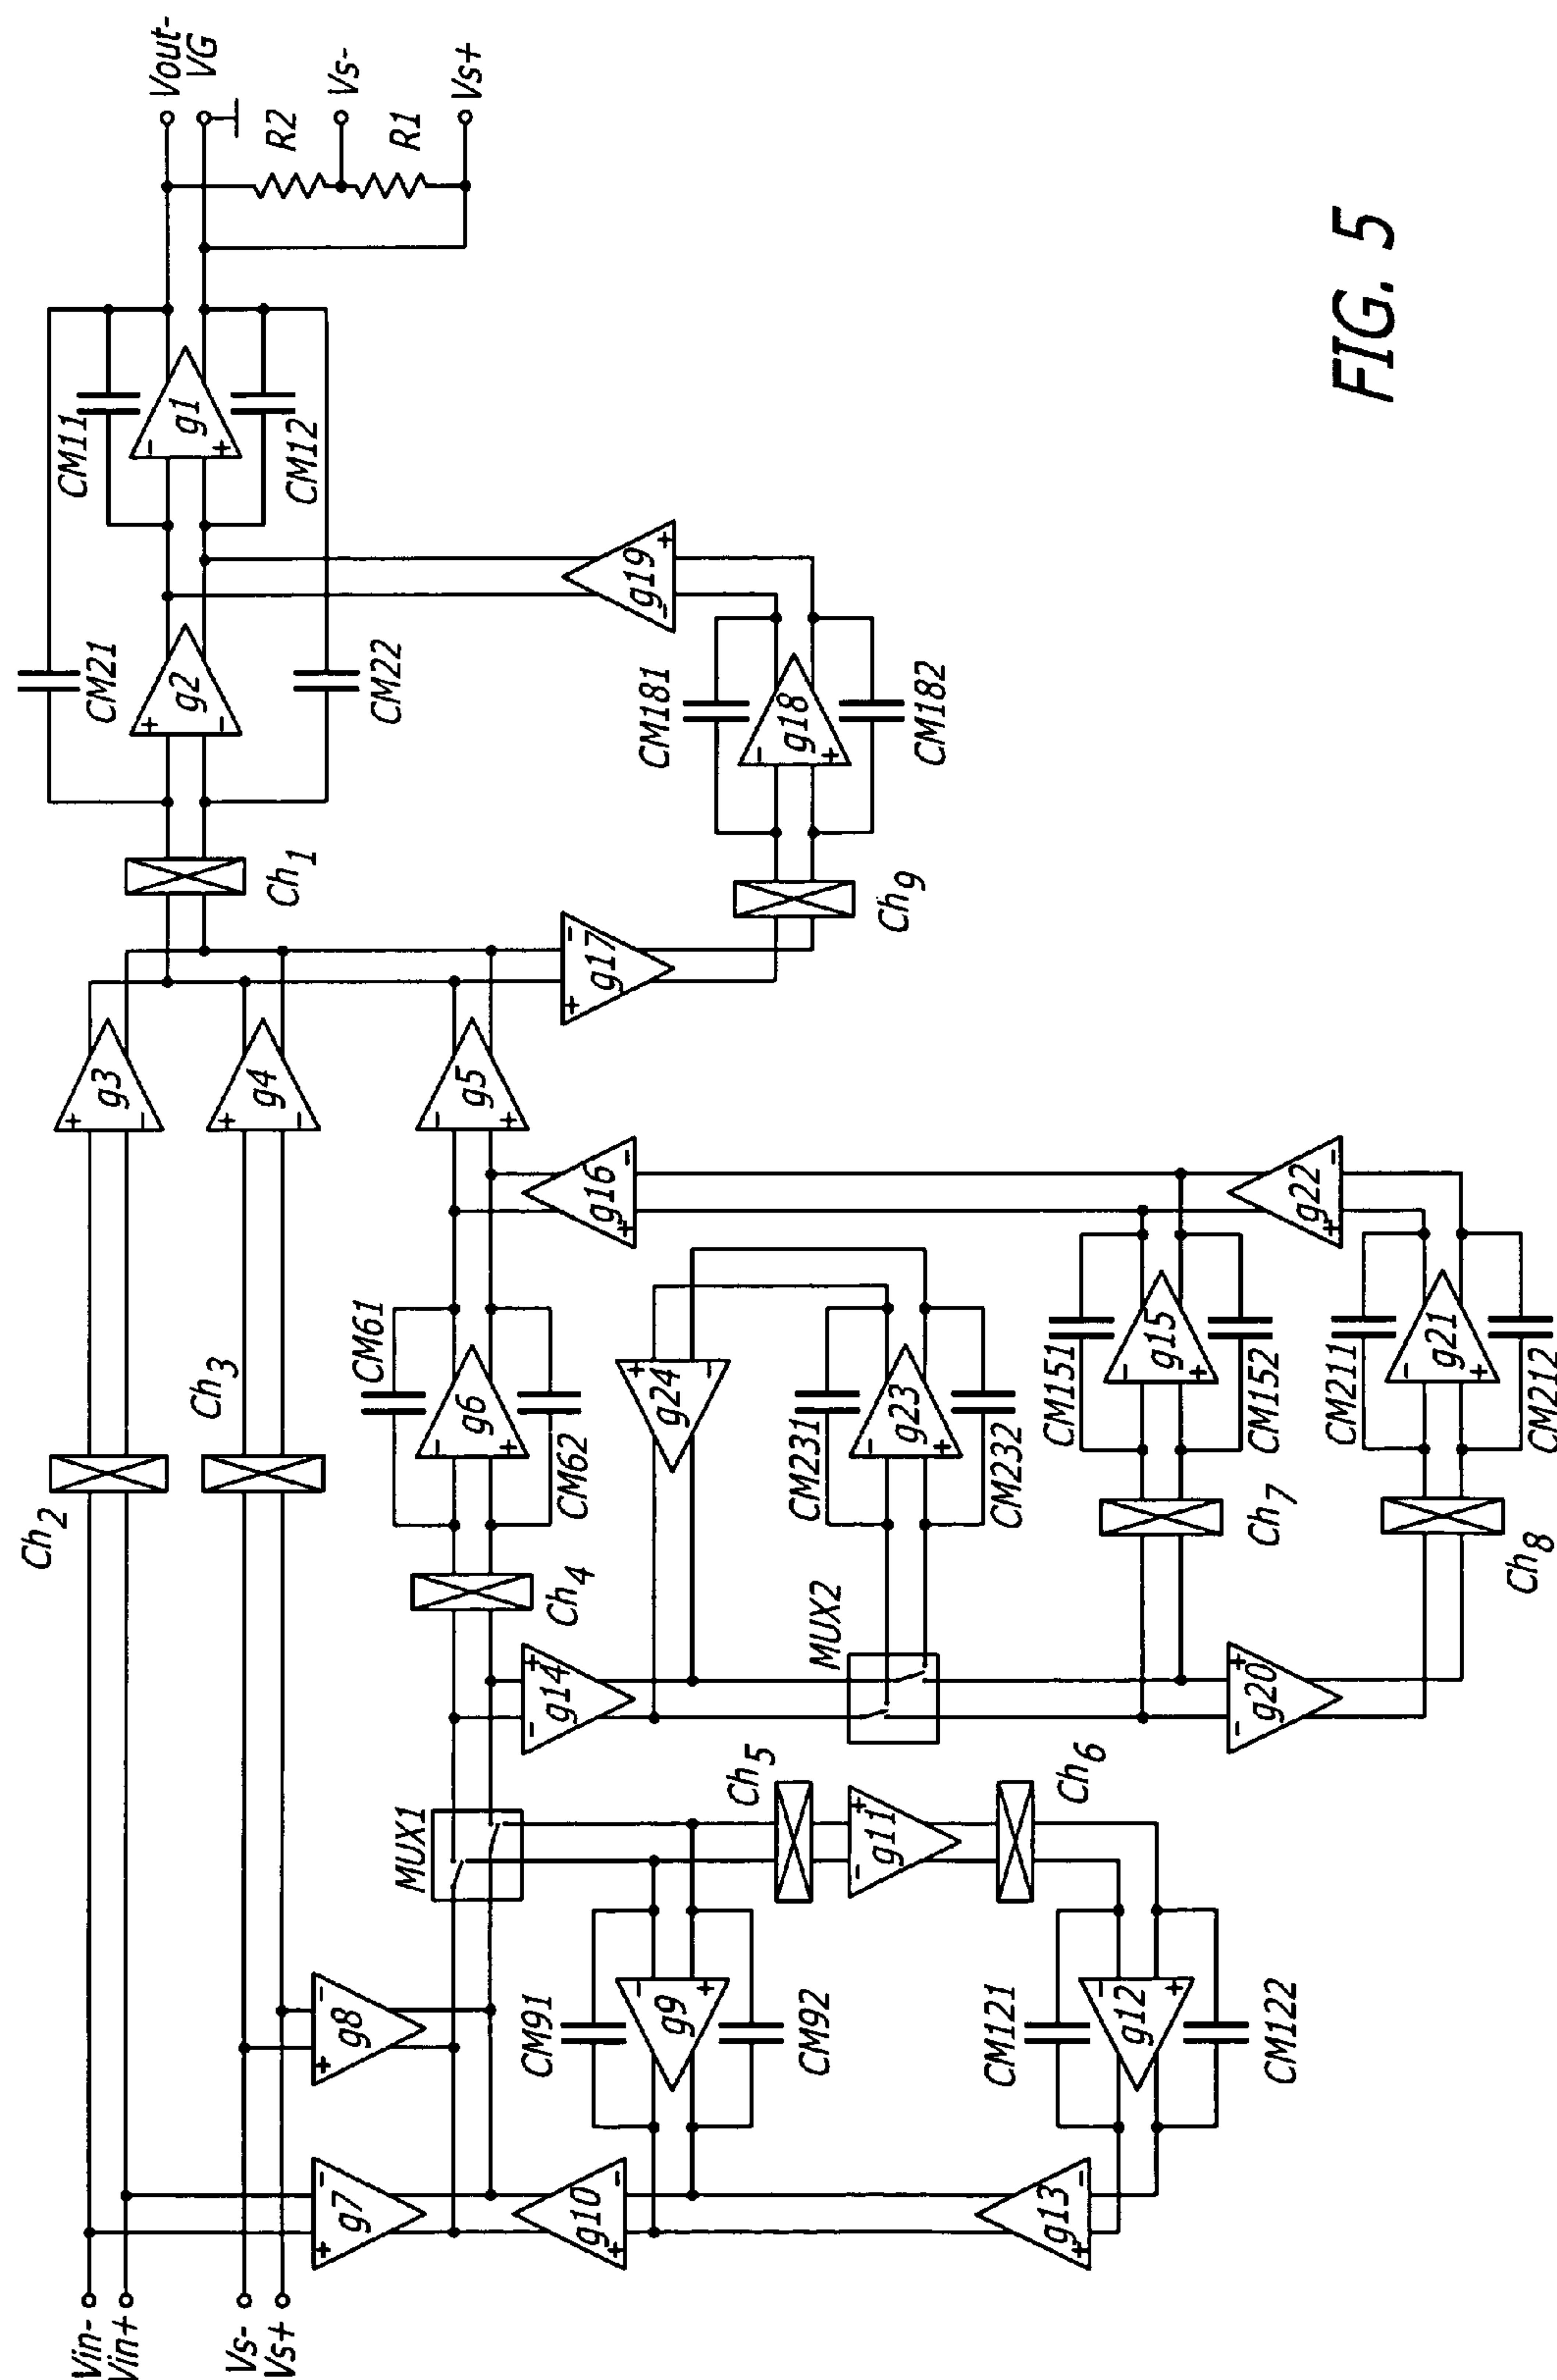 Vin-
Vin+
Vs-
Vs+
Ch2
Ch3
g3
g4
g5
g7
g8
MUX1
g10
g9
CM91
CM92
g13
g12
CM121
CM122
Ch5
g11
Ch6
Ch4
g6
CM61
CM62
g14
g24
MUX2
g23
CM231
CM232
g16
g15
CM151
CM152
Ch7
g20
Ch8
g21
CM211
CM212
g22
g17
Ch9
g18
CM181
CM182
g19
Ch1
g2
CM21
CM22
g1
CM11
CM12
Vout-
VG
R2
Vs-
R1
Vs+
FIG. 5